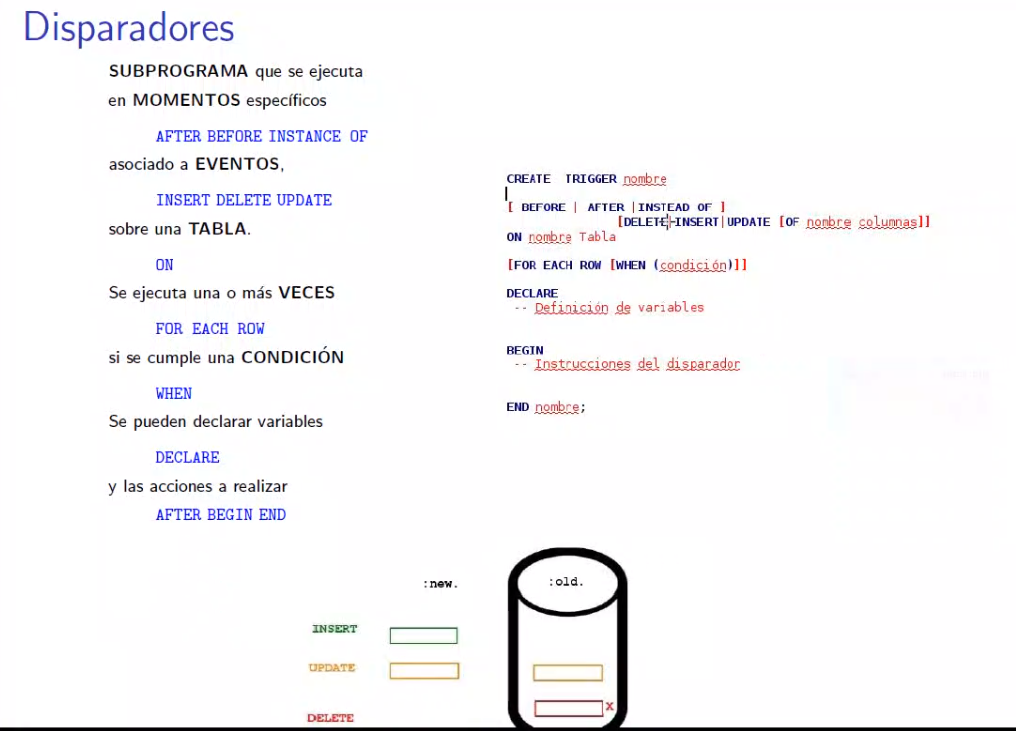 Disparadores
SUBPROGRAMA que se ejecuta
en MOMENTOS específicos
AFTER BEFORE INSTANCE OF
asociado a EVENTOS,
INSERT DELETE UPDATE
sobre una TABLA.
ON
Se ejecuta una o más VECES
FOR EACH ROW
si se cumple una CONDICIÓN
WHEN
Se pueden declarar variables
DECLARE
y las acciones a realizar
AFTER BEGIN END
CREATE TRIGGER nombre
[ BEFORE | AFTER |INSTEAD OF ]
[DELETE|INSERT|UPDATE [OF nombre columnas]]
ON nombre Tabla
[FOR EACH ROW [WHEN (condición)]]
DECLARE
-- Definición de variables
BEGIN
-- Instrucciones del disparador
END nombre;
:new. :old.
INSERT
UPDATE
DELETE X